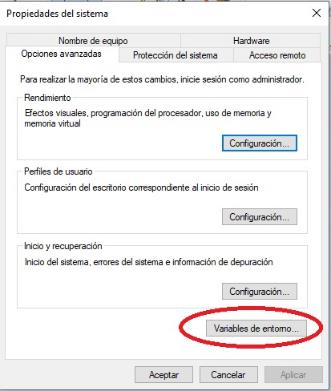 Propiedades del sistema
Nombre de equipo
Hardware
Opciones avanzadas
Protección del sistema
Acceso remoto
Para realizar la mayoría de estos cambios, inicie sesión como administrador.
Rendimiento
Efectos visuales, programación del procesador, uso de memoria y
memoria virtual
Configuración...
Perfiles de usuario
Configuración del escritorio correspondiente al inicio de sesión
Configuración...
Inicio y recuperación
Inicio del sistema, errores del sistema e información de depuración
Configuración...
Variables de entorno...
Aceptar
Cancelar
Aplicar